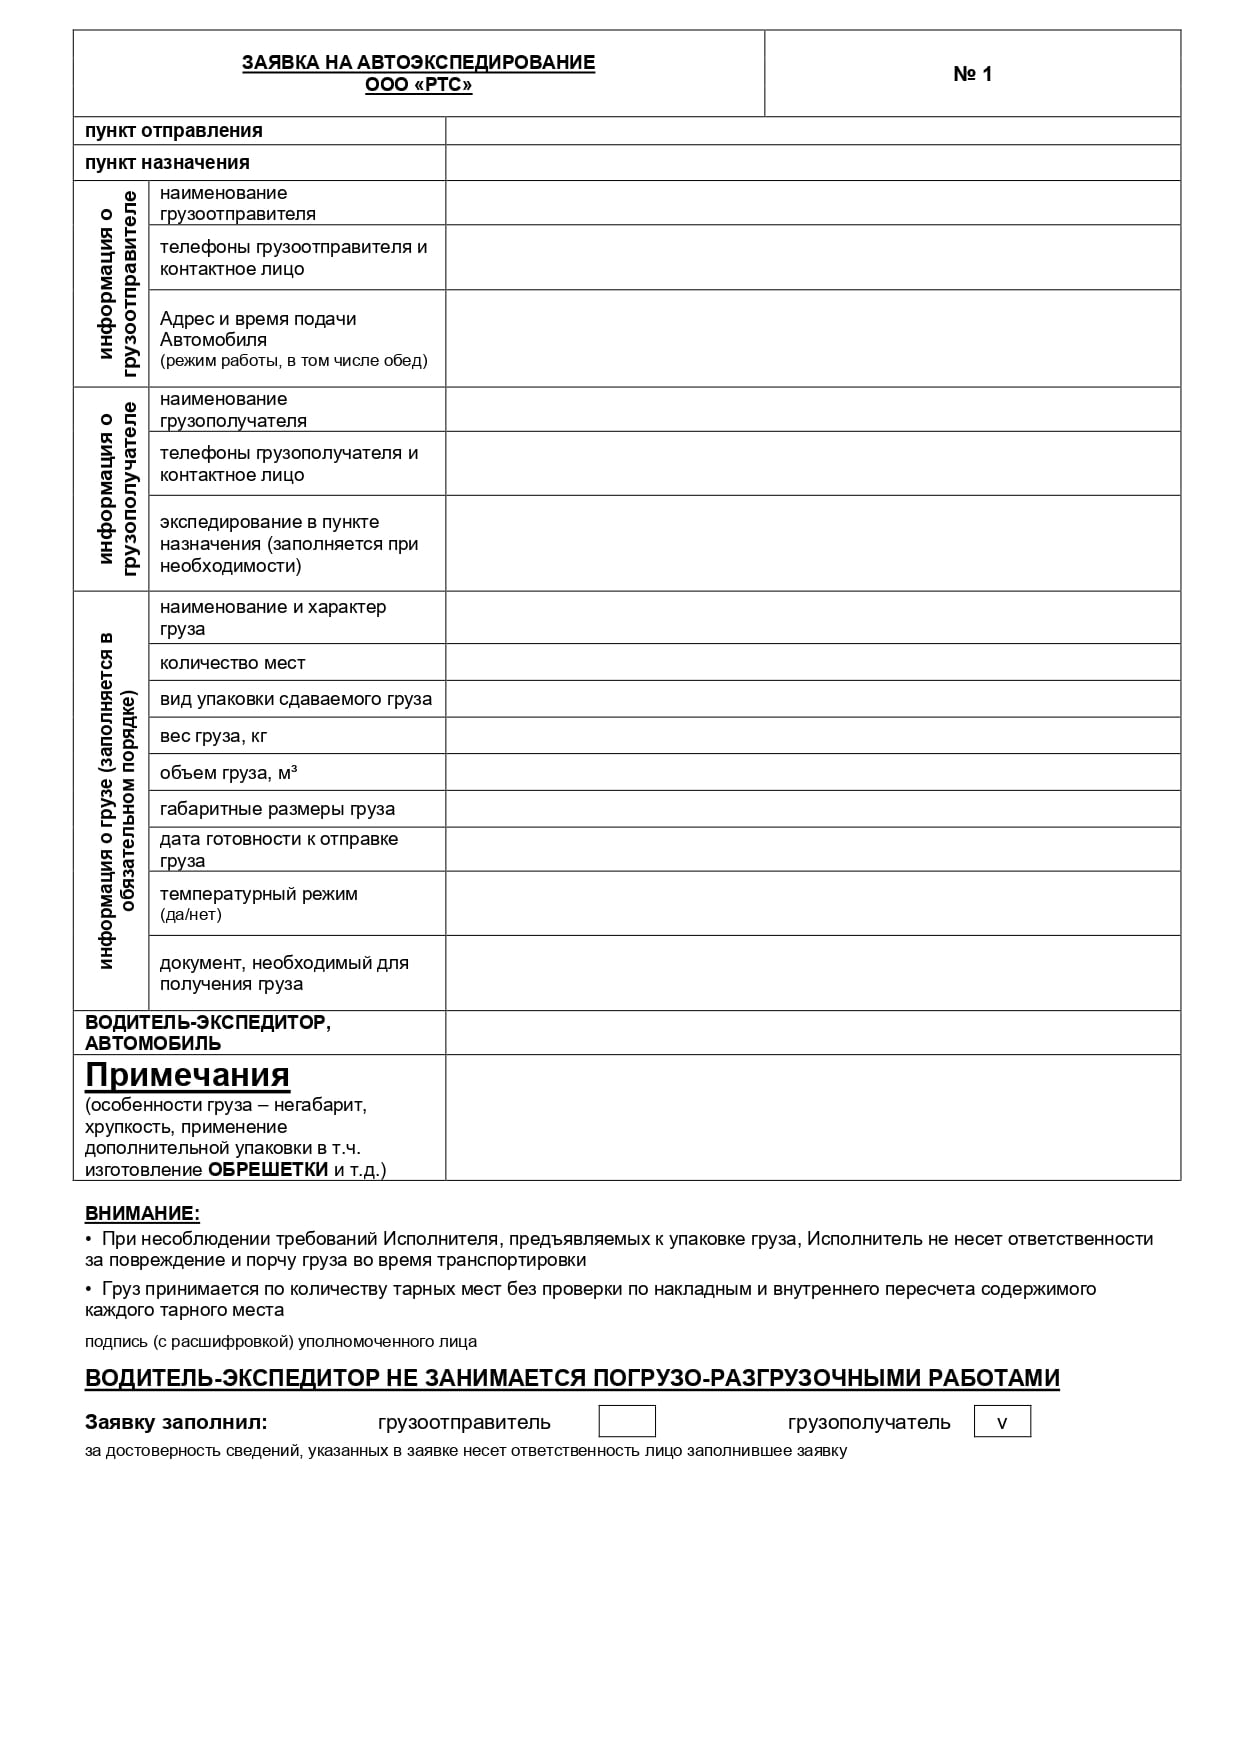 ЗАЯВКА НА АВТОЭКСПЕДИРОВАНИЕ
ООО «РТС»
№ 1
пункт отправления
пункт назначения
информация о
грузоотправителе
наименование
грузоотправителя
телефоны грузоотправителя и
контактное лицо
Адрес и время подачи
Автомобиля
(режим работы, в том числе обед)
информация о
грузополучателе
наименование
грузополучателя
телефоны грузополучателя и
контактное лицо
экспедирование в пункте
назначения (заполняется при
необходимости)
информация о грузе (заполняется в
обязательном порядке)
наименование и характер
груза
количество мест
вид упаковки сдаваемого груза
вес груза, кг
объем груза, м³
габаритные размеры груза
дата готовности к отправке
груза
температурный режим
(да/нет)
документ, необходимый для
получения груза
ВОДИТЕЛЬ-ЭКСПЕДИТОР,
АВТОМОБИЛЬ
Примечания
(особенности груза – негабарит,
хрупкость, применение
дополнительной упаковки в т.ч.
изготовление ОБРЕШЕТКИ и т.д.)
ВНИМАНИЕ:
• При несоблюдении требований Исполнителя, предъявляемых к упаковке груза, Исполнитель не несет ответственности
за повреждение и порчу груза во время транспортировки
• Груз принимается по количеству тарных мест без проверки по накладным и внутреннего пересчета содержимого
каждого тарного места
подпись (с расшифровкой) уполномоченного лица
ВОДИТЕЛЬ-ЭКСПЕДИТОР НЕ ЗАНИМАЕТСЯ ПОГРУЗО-РАЗГРУЗОЧНЫМИ РАБОТАМИ
Заявку заполнил: грузоотправитель грузополучатель v
за достоверность сведений, указанных в заявке несет ответственность лицо заполнившее заявку